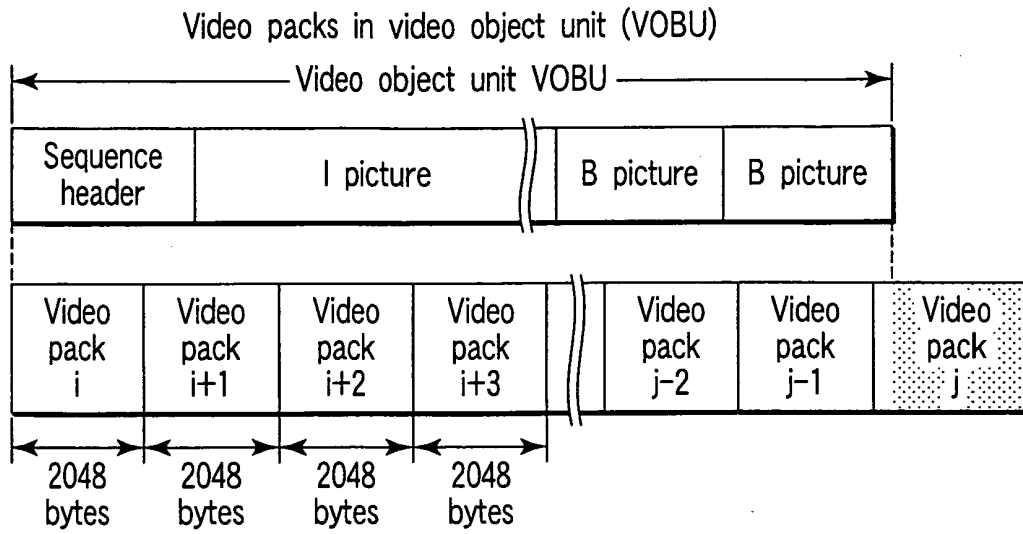 Video packs in video object unit (VOBU)
Video object unit VOBU
Sequence
header
I picture
B picture
B picture
Video
pack
i
Video
pack
i+1
Video
pack
i+2
Video
pack
i+3
Video
pack
j-2
Video
pack
j-1
Video
pack
j
2048
bytes
2048
bytes
2048
bytes
2048
bytes